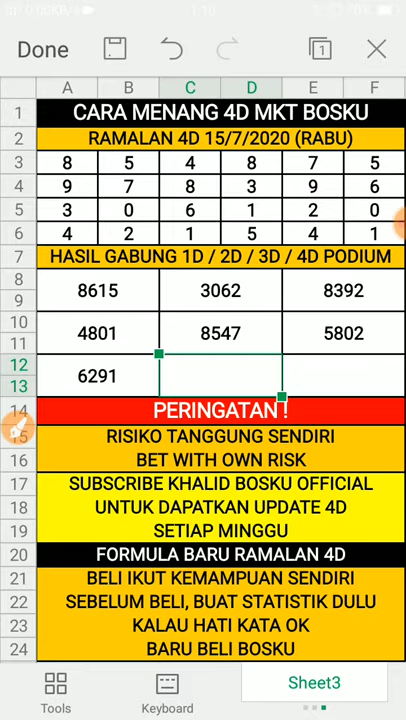 1:10
Done
1
A B C D E F
1 CARA MENANG 4D MKT BOSKU
2 RAMALAN 4D 15/7/2020 (RABU)
3 8 5 4 8 7 5
4 9 7 8 3 9 6
5 3 0 6 1 2 0
6 4 2 1 5 4 1
7 HASIL GABUNG 1D / 2D / 3D / 4D PODIUM
8
8615 3062 8392
9
10
4801 8547 5802
11
12
6291
13
14 PERINGATAN !
15 RISIKO TANGGUNG SENDIRI
16 BET WITH OWN RISK
17 SUBSCRIBE KHALID BOSKU OFFICIAL
18 UNTUK DAPATKAN UPDATE 4D
19 SETIAP MINGGU
20 FORMULA BARU RAMALAN 4D
21 BELI IKUT KEMAMPUAN SENDIRI
22 SEBELUM BELI, BUAT STATISTIK DULU
23 KALAU HATI KATA OK
24 BARU BELI BOSKU
Tools Keyboard Sheet3